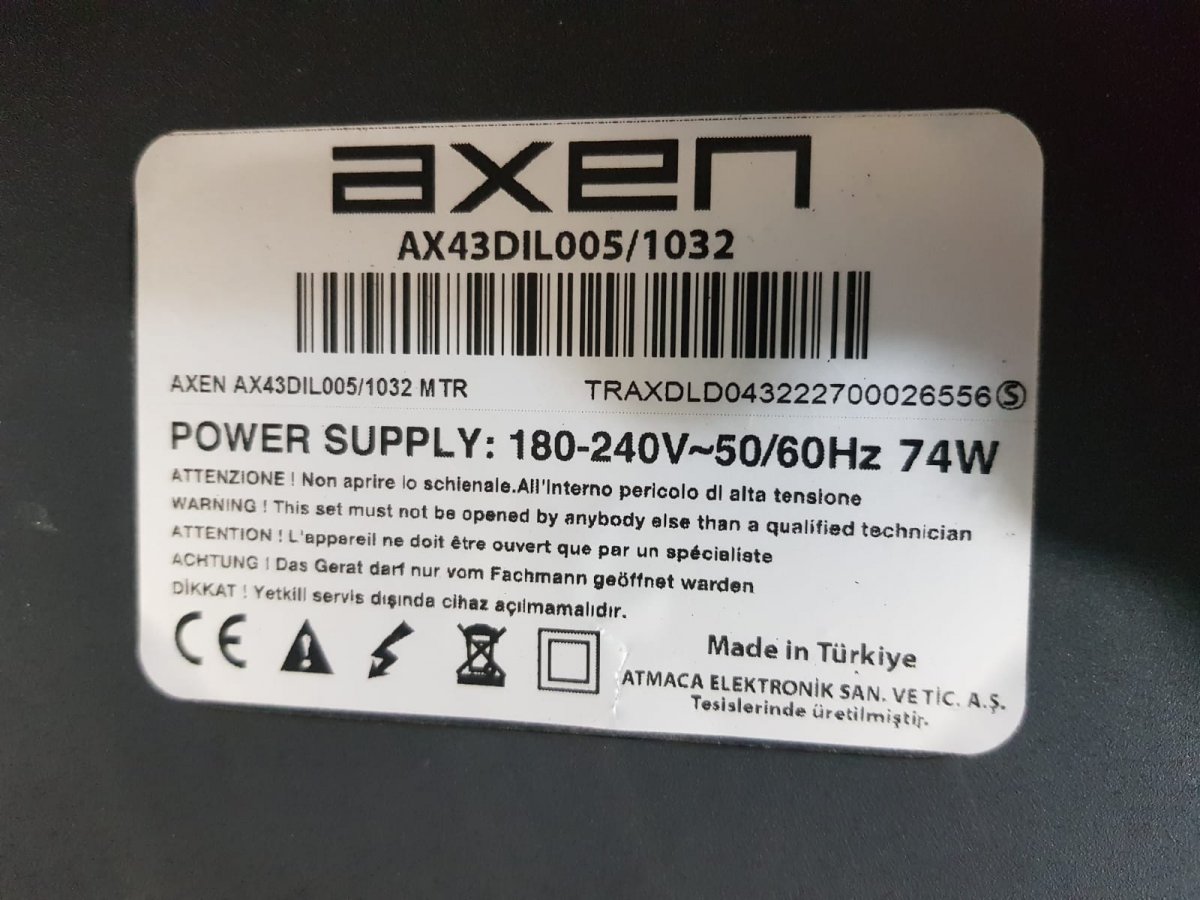 axen
AX43DIL005/1032
AXEN AX43DIL005/1032 MTR TRAXDLD043222700026556 S
POWER SUPPLY: 180-240V~50/60Hz 74W
ATTENZIONE ! Non aprire lo schienale.All'Interno pericolo di alta tensione
WARNING ! This set must not be opened by anybody else than a qualified technician
ATTENTION ! L'appareil ne doit être ouvert que par un spécialiste
ACHTUNG ! Das Gerat darf nur vom Fachmann geöffnet warden
DİKKAT ! Yetkili servis dışında cihaz açılmamalıdır.
CE
Made in Türkiye
ATMACA ELEKTRONİK SAN. VE TİC. A.Ş.
Tesislerinde üretilmiştir.